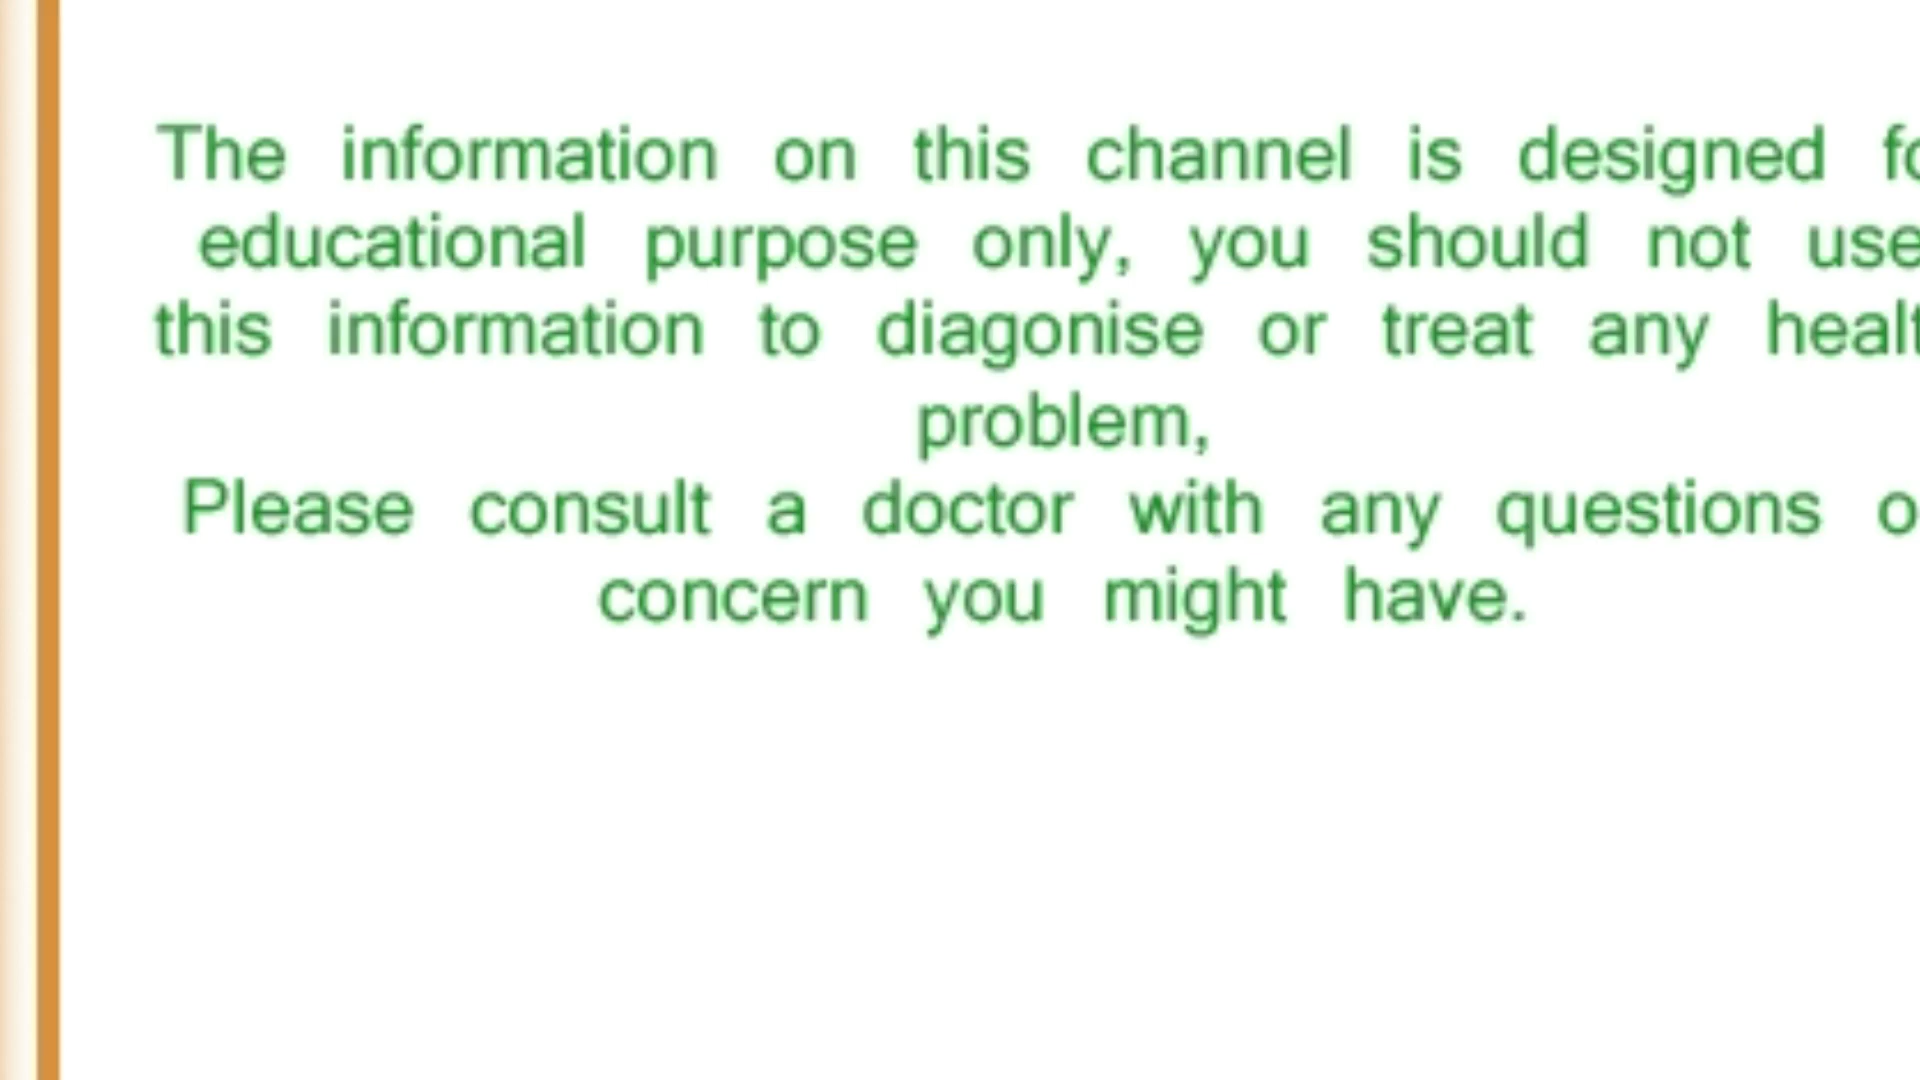 The information on this channel is designed fo
educational purpose only, you should not use
this information to diagonise or treat any healt
problem,
Please consult a doctor with any questions o
concern you might have.